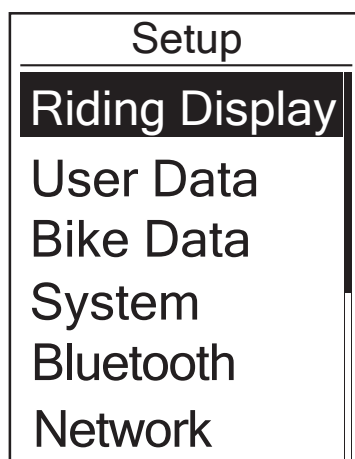 Setup
Riding Display
User Data
Bike Data
System
Bluetooth
Network